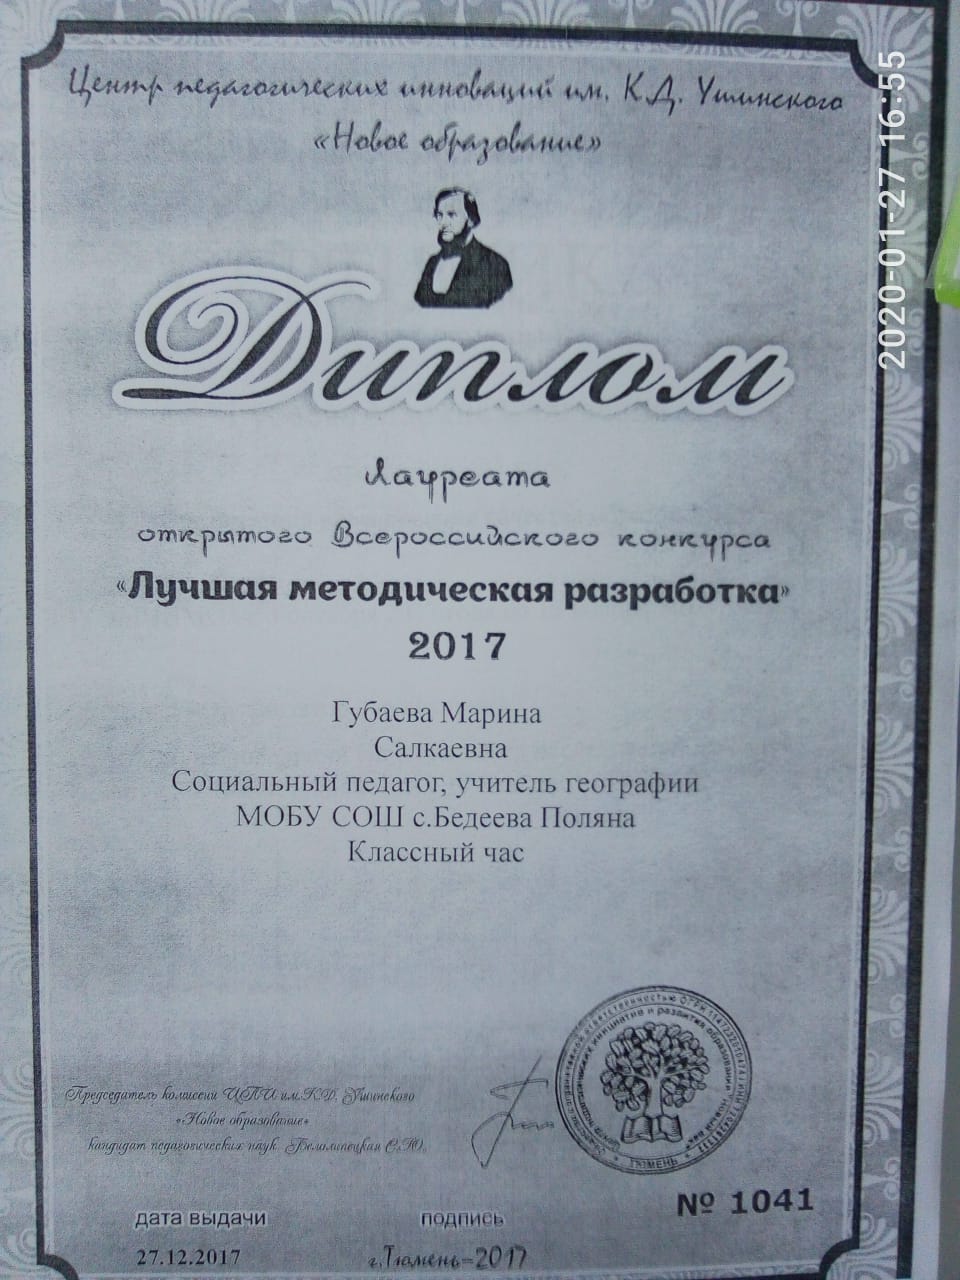 Центр педагогических инноваций им. К.Д. Ушинского
«Новое образование»
Диплом
Лауреата
открытого Всероссийского конкурса
«Лучшая методическая разработка»
2017
Губаева Марина
Салкаевна
Социальный педагог, учитель географии
МОБУ СОШ с.Бедеева Поляна
Классный час
Председатель комиссии ЦПИ им.К.Д. Ушинского
«Новое образование»
кандидат педагогических наук Белолипецкая С.Ю.
ТЮМЕНЬ
№ 1041
дата выдачи
подпись
27.12.2017
г.Тюмень-2017
2020-01-27 16:55